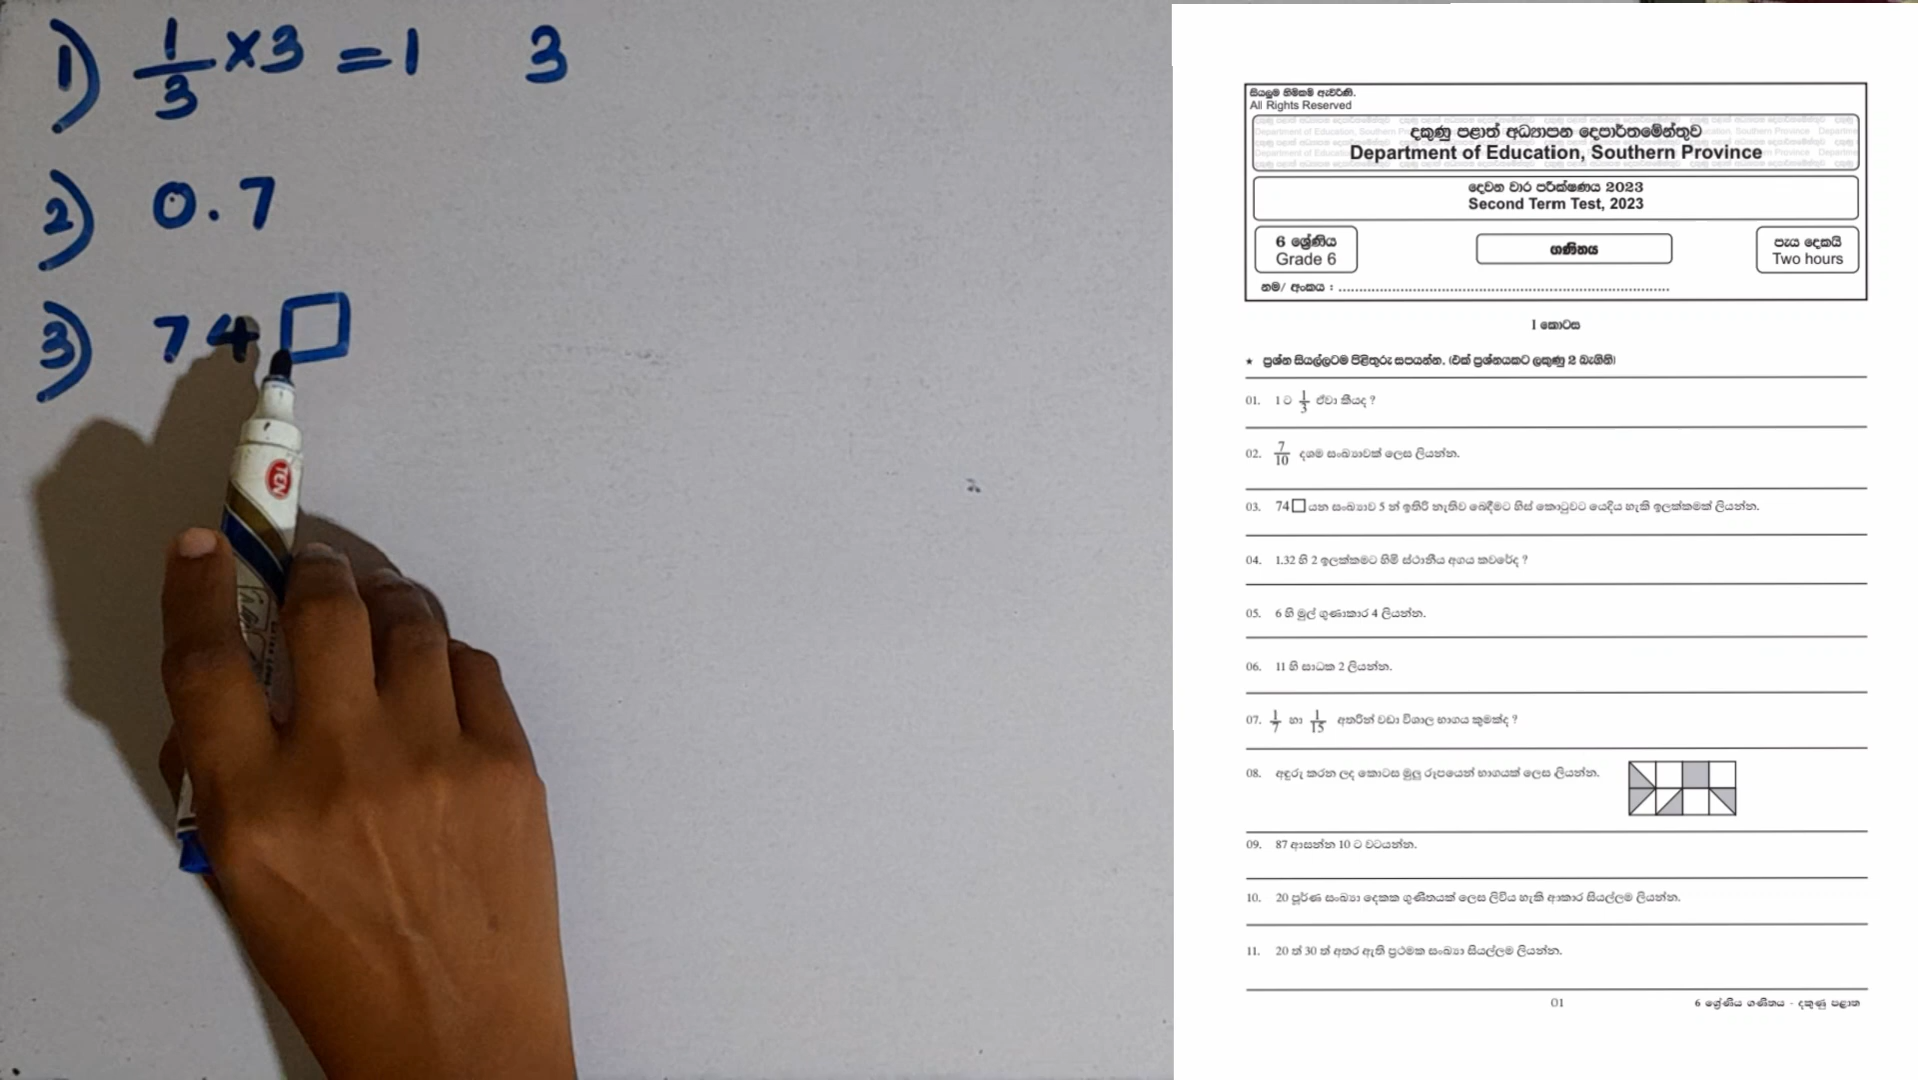 1) 1/3 ×3 = 1 3
2) 0.7
3) 74 □
TEN
සියලුම හිමිකම් ඇවිරිණි.
All Rights Reserved
දකුණු පළාත් අධ්‍යාපන දෙපාර්තමේන්තුව
Department of Education, Southern Province
දෙවන වාර පරීක්ෂණය 2023
Second Term Test, 2023
6 ශ්‍රේණිය
Grade 6
ගණිතය
පැය දෙකයි
Two hours
නම/ අංකය : ................................................................................
I කොටස
★ ප්‍රශ්න සියල්ලටම පිළිතුරු සපයන්න. (එක් ප්‍රශ්නයකට ලකුණු 2 බැගිනි)
01. 1 ට 1/3 ඒවා කීයද ?
02. 7/10 දශම සංඛ්‍යාවක් ලෙස ලියන්න.
03. 74 □ යන සංඛ්‍යාව 5 න් ඉතිරි නැතිව බෙදීමට හිස් කොටුවට යෙදිය හැකි ඉලක්කමක් ලියන්න.
04. 1.32 හි 2 ඉලක්කමට හිමි ස්ථානීය අගය කවරේද ?
05. 6 හි මුල් ගුණාකාර 4 ලියන්න.
06. 11 හි සාධක 2 ලියන්න.
07. 1/7 හා 1/15 අතරින් වඩා විශාල භාගය කුමක්ද ?
08. අඳුරු කරන ලද කොටස මුලු රූපයෙන් භාගයක් ලෙස ලියන්න.
09. 87 ආසන්න 10 ට වටයන්න.
10. 20 පූර්ණ සංඛ්‍යා දෙකක ගුණිතයක් ලෙස ලිවිය හැකි ආකාර සියල්ලම ලියන්න.
11. 20 ත් 30 ත් අතර ඇති ප්‍රථමක සංඛ්‍යා සියල්ලම ලියන්න.
01
6 ශ්‍රේණිය ගණිතය - දකුණු පළාත